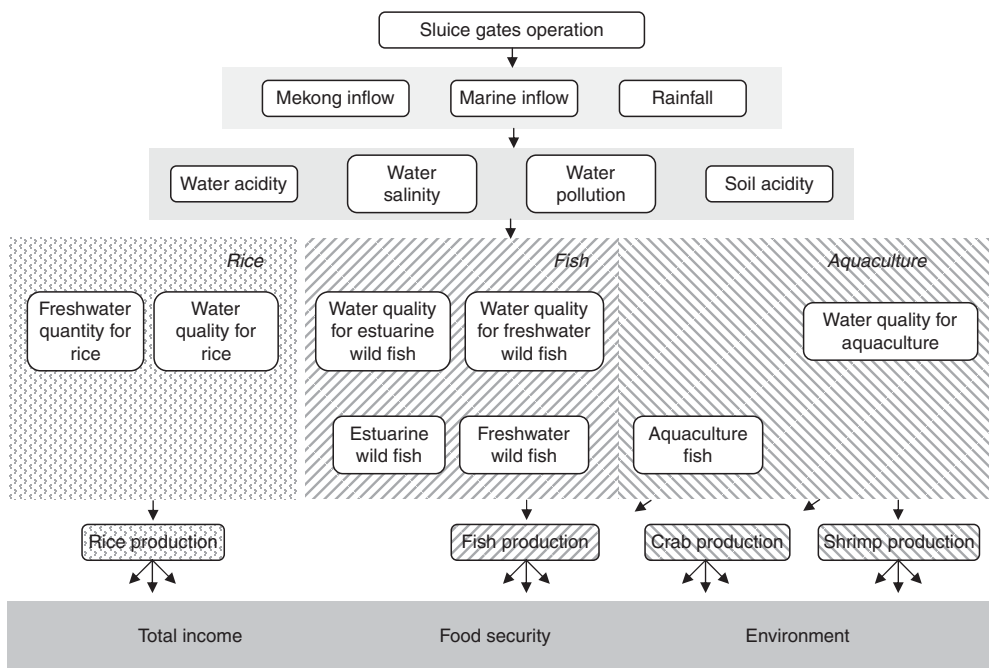 Sluice gates operation
Mekong inflow
Marine inflow
Rainfall
Water acidity
Water
salinity
Water
pollution
Soil acidity
Rice
Freshwater
quantity for
rice
Water
quality for
rice
Fish
Water quality
for estuarine
wild fish
Water quality
for freshwater
wild fish
Estuarine
wild fish
Freshwater
wild fish
Aquaculture
Water quality for
aquaculture
Aquaculture
fish
Rice production
Fish production
Crab production
Shrimp production
Total income
Food security
Environment